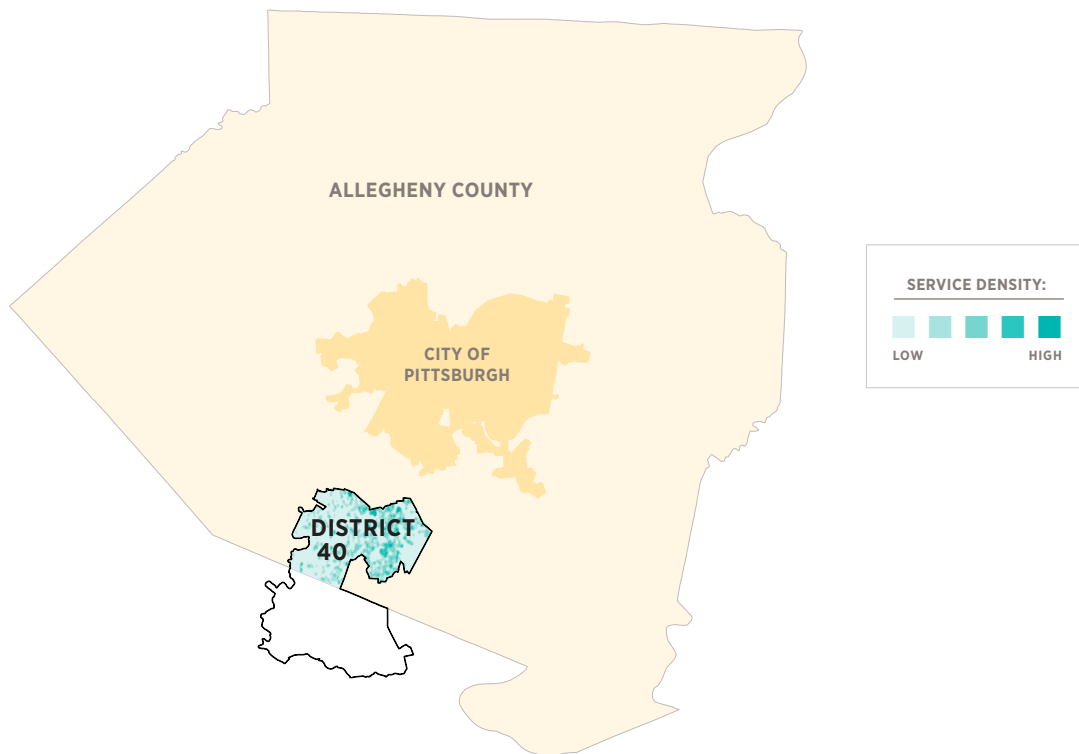 ALLEGHENY COUNTY
CITY OF
PITTSBURGH
DISTRICT
40
SERVICE DENSITY:
LOW HIGH